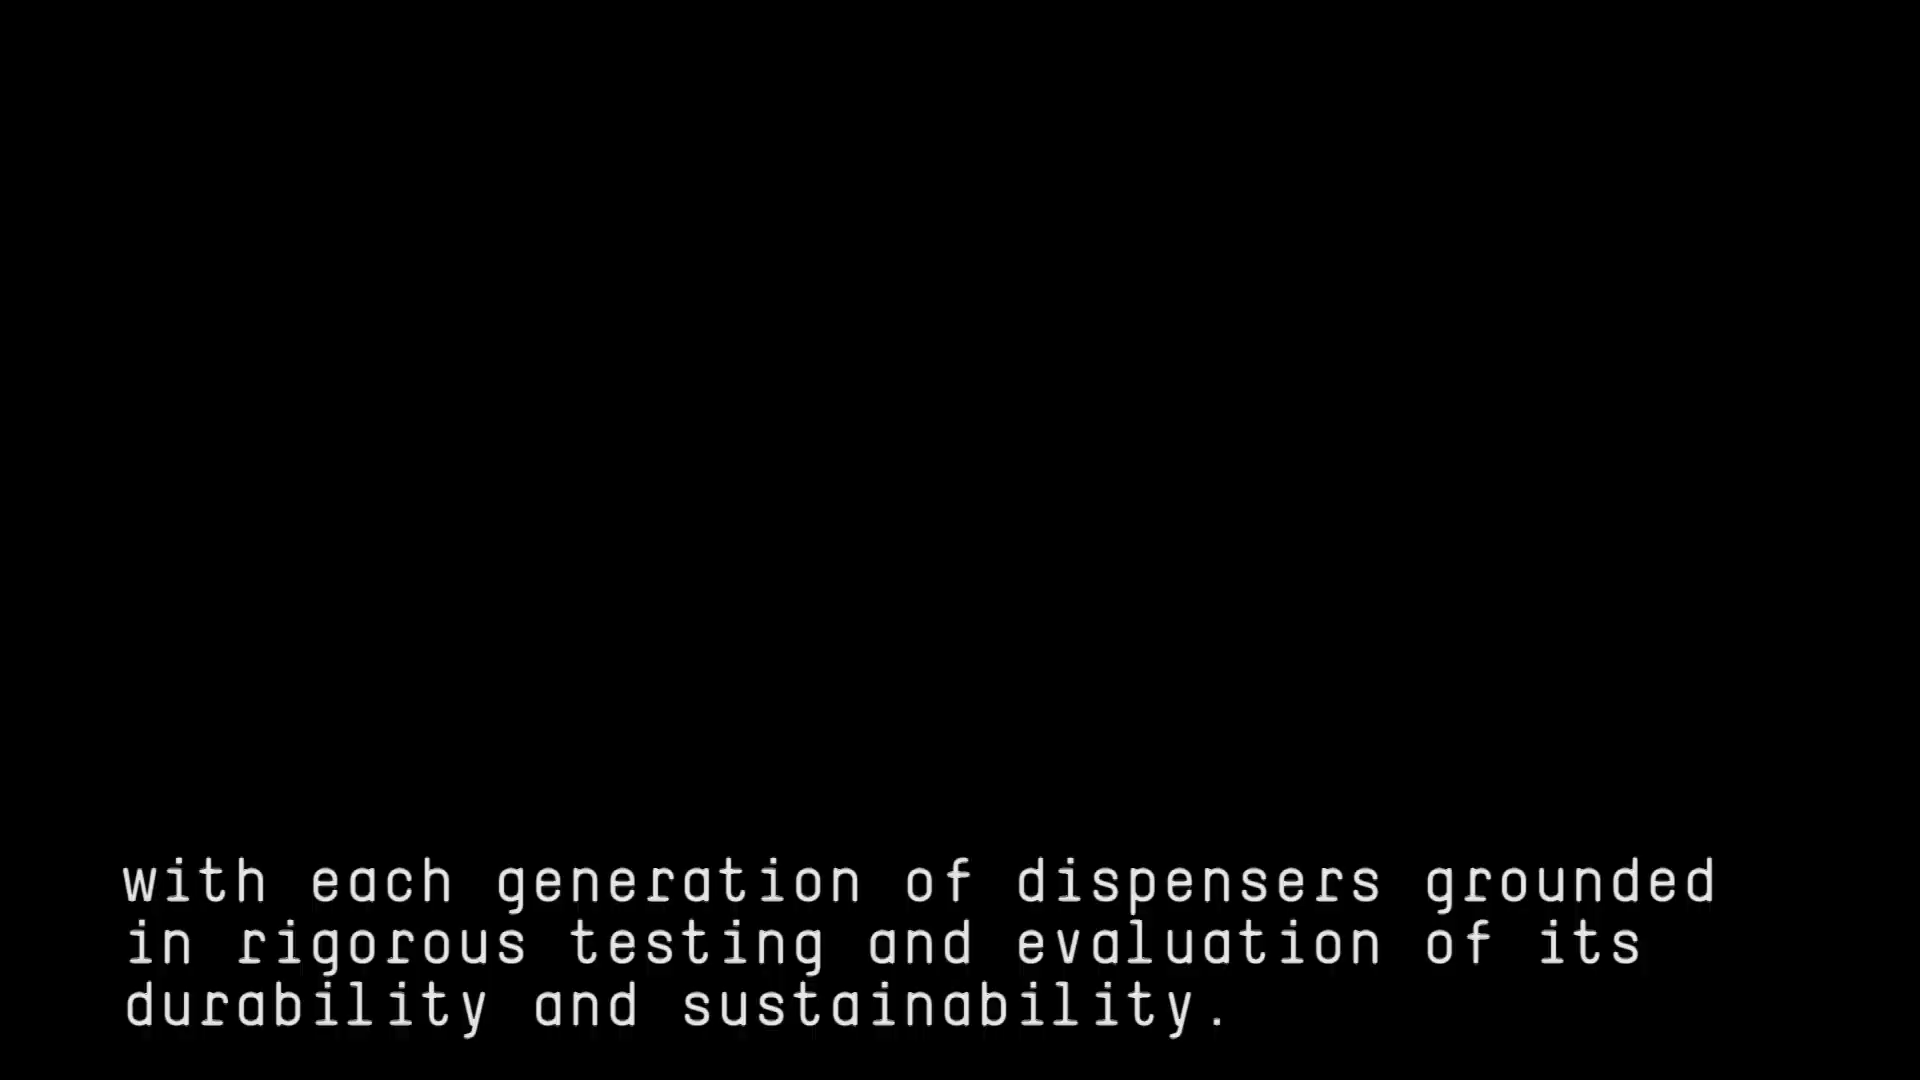 with each generation of dispensers grounded
in rigorous testing and evaluation of its
durability and sustainability.